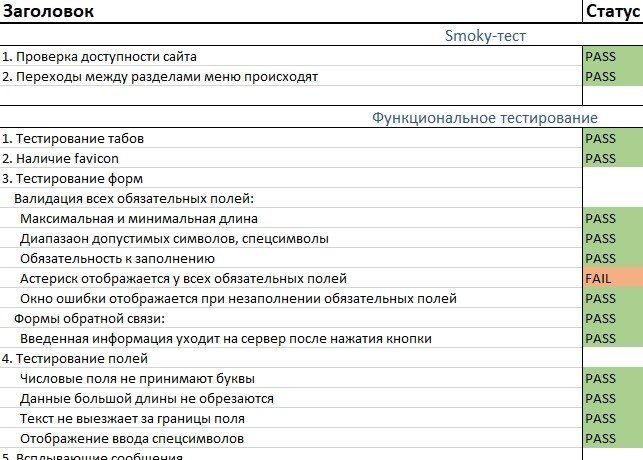 Заголовок Статус
Smoky-тест
1. Проверка доступности сайта PASS
2. Переходы между разделами меню происходят PASS
Функциональное тестирование
1. Тестирование табов PASS
2. Наличие favicon PASS
3. Тестирование форм
Валидация всех обязательных полей:
Максимальная и минимальная длина PASS
Диапазаон допустимых символов, спецсимволы PASS
Обязательность к заполнению PASS
Астериск отображается у всех обязательных полей FAIL
Окно ошибки отображается при незаполнении обязательных полей PASS
Формы обратной связи: PASS
Введенная информация уходит на сервер после нажатия кнопки PASS
4. Тестирование полей
Числовые поля не принимают буквы PASS
Данные большой длины не обрезаются PASS
Текст не выезжает за границы поля PASS
Отображение ввода спецсимволов PASS
5. Всплывающие сообщения